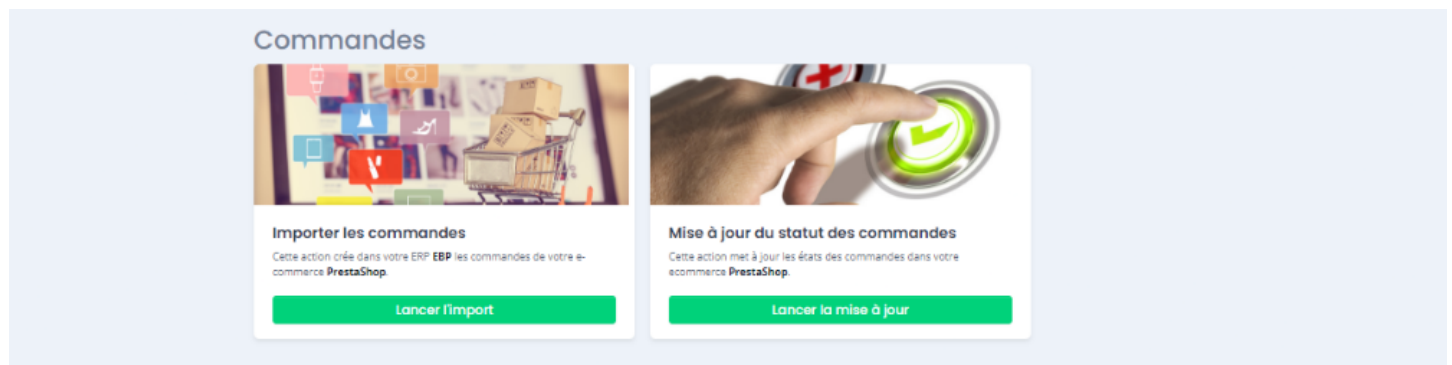 Commandes
Importer les commandes
Cette action crée dans votre ERP EBP les commandes de votre e-
commerce PrestaShop.
Lancer l'import
Mise à jour du statut des commandes
Cette action met à jour les états des commandes dans votre
ecommerce PrestaShop.
Lancer la mise à jour